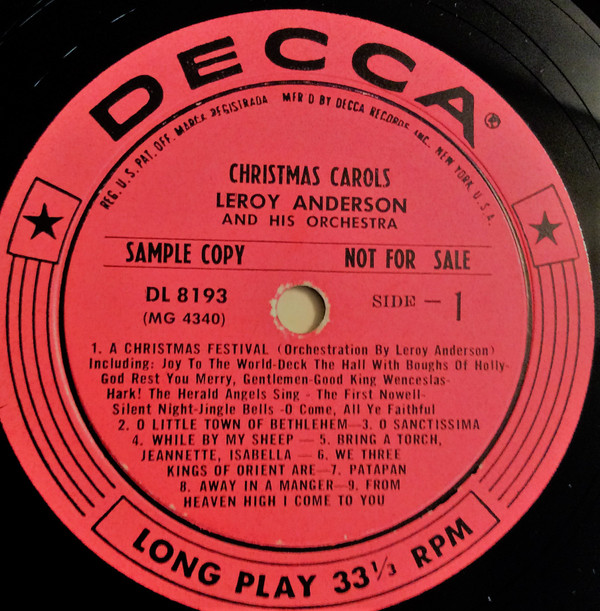 DECCA®
REG. U.S. PAT. OFF. MARCA REGISTRADA MFR'D BY DECCA RECORDS, INC., NEW YORK, U.S.A.
CHRISTMAS CAROLS
LEROY ANDERSON
AND HIS ORCHESTRA
SAMPLE COPY NOT FOR SALE
DL 8193
(MG 4340)
SIDE - 1
1. A CHRISTMAS FESTIVAL (Orchestration By Leroy Anderson)
Including: Joy To The World-Deck The Hall With Boughs Of Holly-
God Rest You Merry, Gentlemen-Good King Wenceslas-
Hark! The Herald Angels Sing - The First Nowell-
Silent Night-Jingle Bells -O Come, All Ye Faithful
2. O LITTLE TOWN OF BETHLEHEM—3. O SANCTISSIMA
4. WHILE BY MY SHEEP — 5. BRING A TORCH,
JEANNETTE, ISABELLA — 6. WE THREE
KINGS OF ORIENT ARE—7. PATAPAN
8. AWAY IN A MANGER—9. FROM
HEAVEN HIGH I COME TO YOU
LONG PLAY 33⅓ RPM